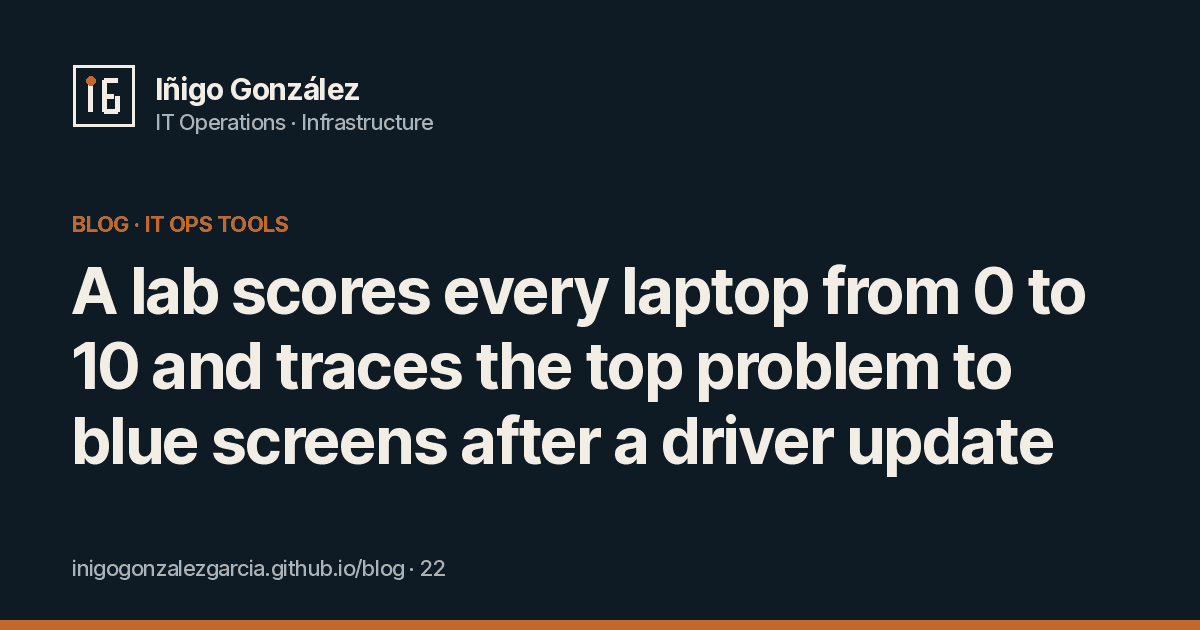 iG
Iñigo González
IT Operations · Infrastructure
BLOG · IT OPS TOOLS
A lab scores every laptop from 0 to
10 and traces the top problem to
blue screens after a driver update
inigogonzalezgarcia.github.io/blog · 22